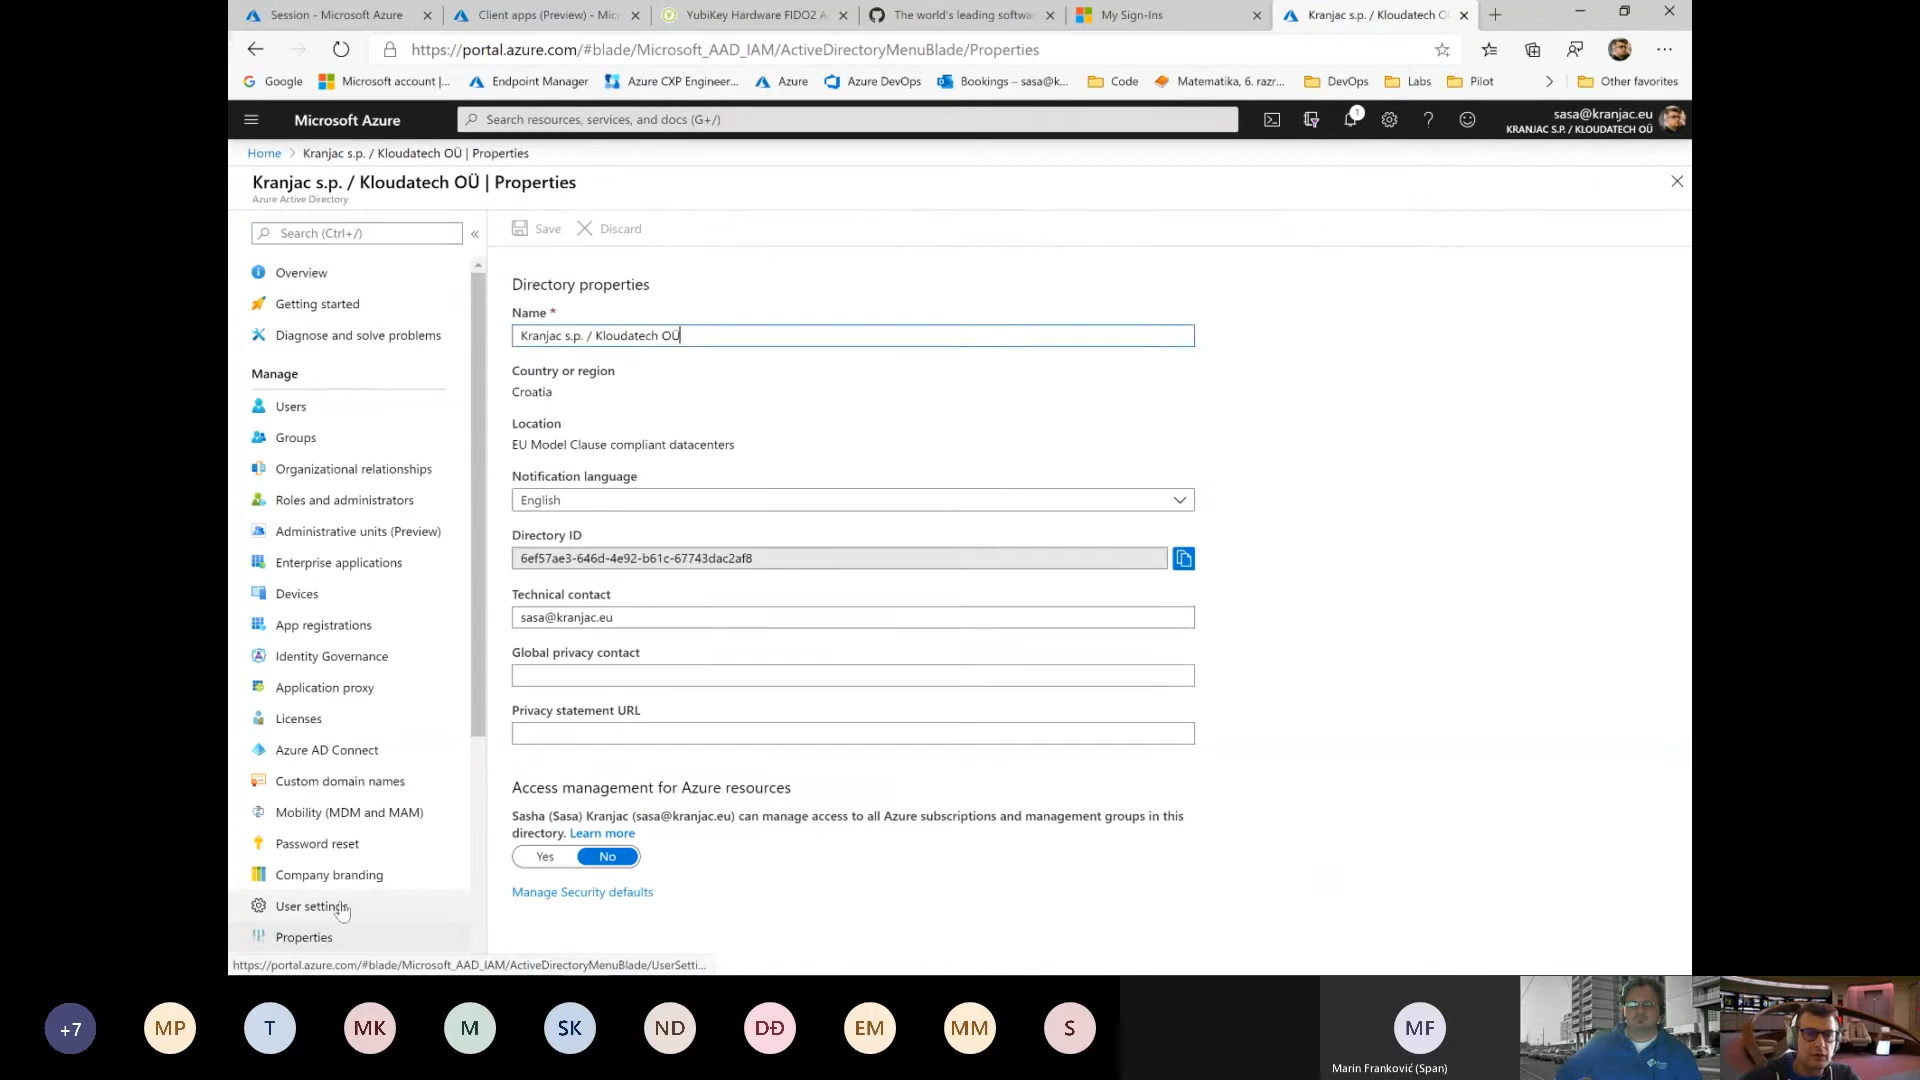 Session - Microsoft Azure
Client apps (Preview) - Mic
YubiKey Hardware FIDO2 A
The world's leading softwa
My Sign-Ins
Kranjac s.p. / Kloudatech O
https://portal.azure.com/#blade/Microsoft_AAD_IAM/ActiveDirectoryMenuBlade/Properties
Google
Microsoft account |...
Endpoint Manager
Azure CXP Engineer...
Azure
Azure DevOps
Bookings – sasa@k...
Code
Matematika, 6. razr...
DevOps
Labs
Pilot
Other favorites
Microsoft Azure
Search resources, services, and docs (G+/)
1
sasa@kranjac.eu
KRANJAC S.P. / KLOUDATECH OÜ
Home > Kranjac s.p. / Kloudatech OÜ | Properties
Kranjac s.p. / Kloudatech OÜ | Properties
Azure Active Directory
Search (Ctrl+/)
«
Save
Discard
Overview
Getting started
Diagnose and solve problems
Manage
Users
Groups
Organizational relationships
Roles and administrators
Administrative units (Preview)
Enterprise applications
Devices
App registrations
Identity Governance
Application proxy
Licenses
Azure AD Connect
Custom domain names
Mobility (MDM and MAM)
Password reset
Company branding
User settings
Properties
Directory properties
Name *
Kranjac s.p. / Kloudatech OÜ
Country or region
Croatia
Location
EU Model Clause compliant datacenters
Notification language
English
Directory ID
6ef57ae3-646d-4e92-b61c-67743dac2af8
Technical contact
sasa@kranjac.eu
Global privacy contact
Privacy statement URL
Access management for Azure resources
Sasha (Sasa) Kranjac (sasa@kranjac.eu) can manage access to all Azure subscriptions and management groups in this
directory. Learn more
Yes
No
Manage Security defaults
https://portal.azure.com/#blade/Microsoft_AAD_IAM/ActiveDirectoryMenuBlade/UserSetti...
+7
MP
T
MK
M
SK
ND
DĐ
EM
MM
S
MF
Marin Franković (Span)